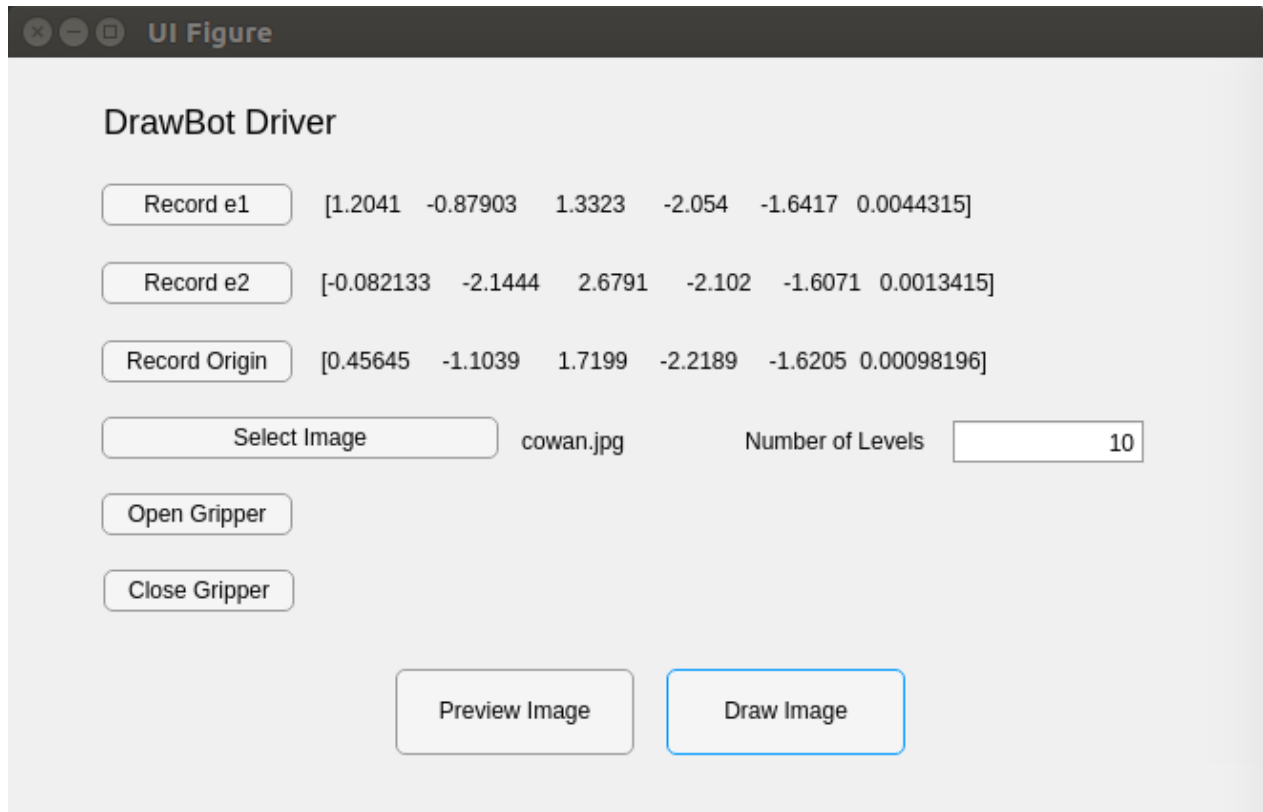 UI Figure
DrawBot Driver
Record e1 [1.2041 -0.87903 1.3323 -2.054 -1.6417 0.0044315]
Record e2 [-0.082133 -2.1444 2.6791 -2.102 -1.6071 0.0013415]
Record Origin [0.45645 -1.1039 1.7199 -2.2189 -1.6205 0.00098196]
Select Image cowan.jpg Number of Levels 10
Open Gripper
Close Gripper
Preview Image Draw Image